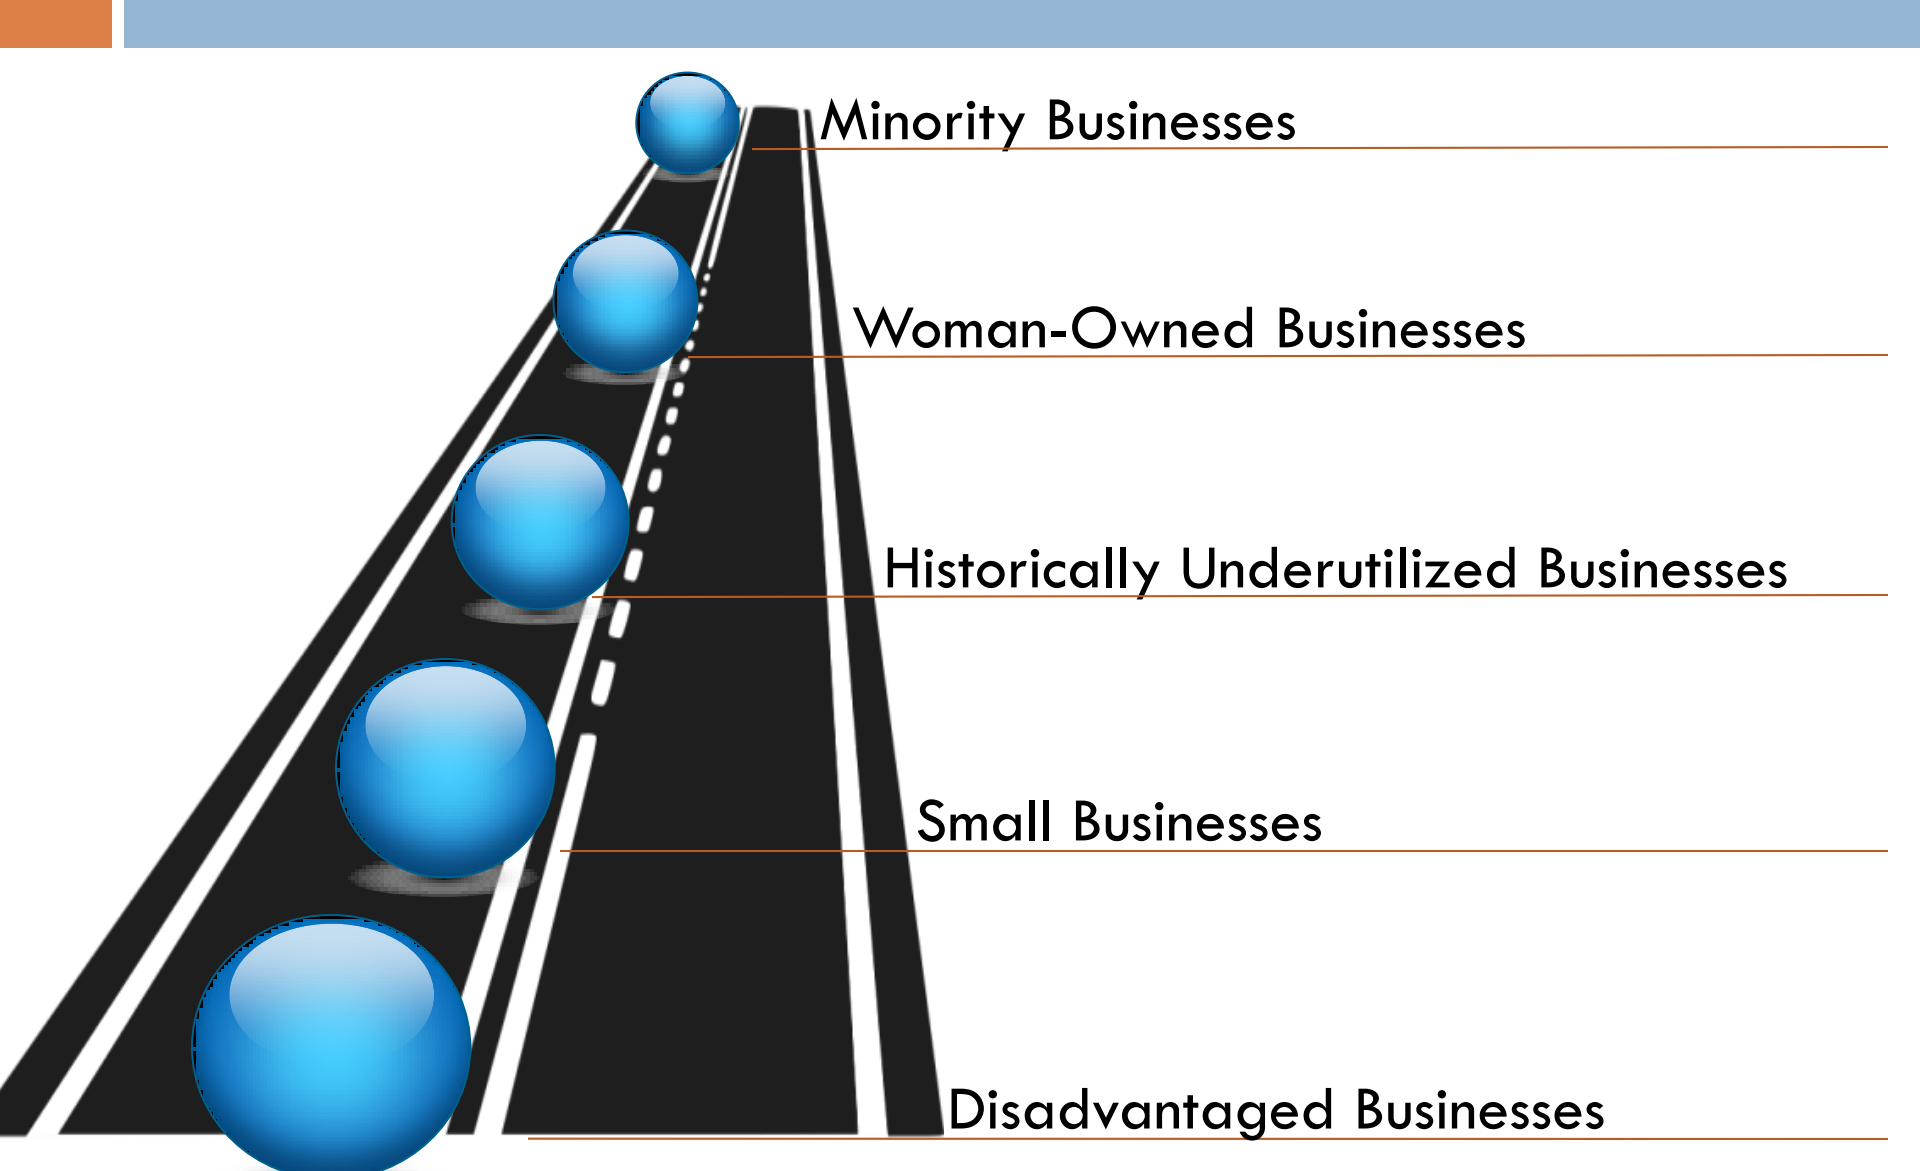 Minority Businesses
Woman-Owned Businesses
Historically Underutilized Businesses
Small Businesses
Disadvantaged Businesses